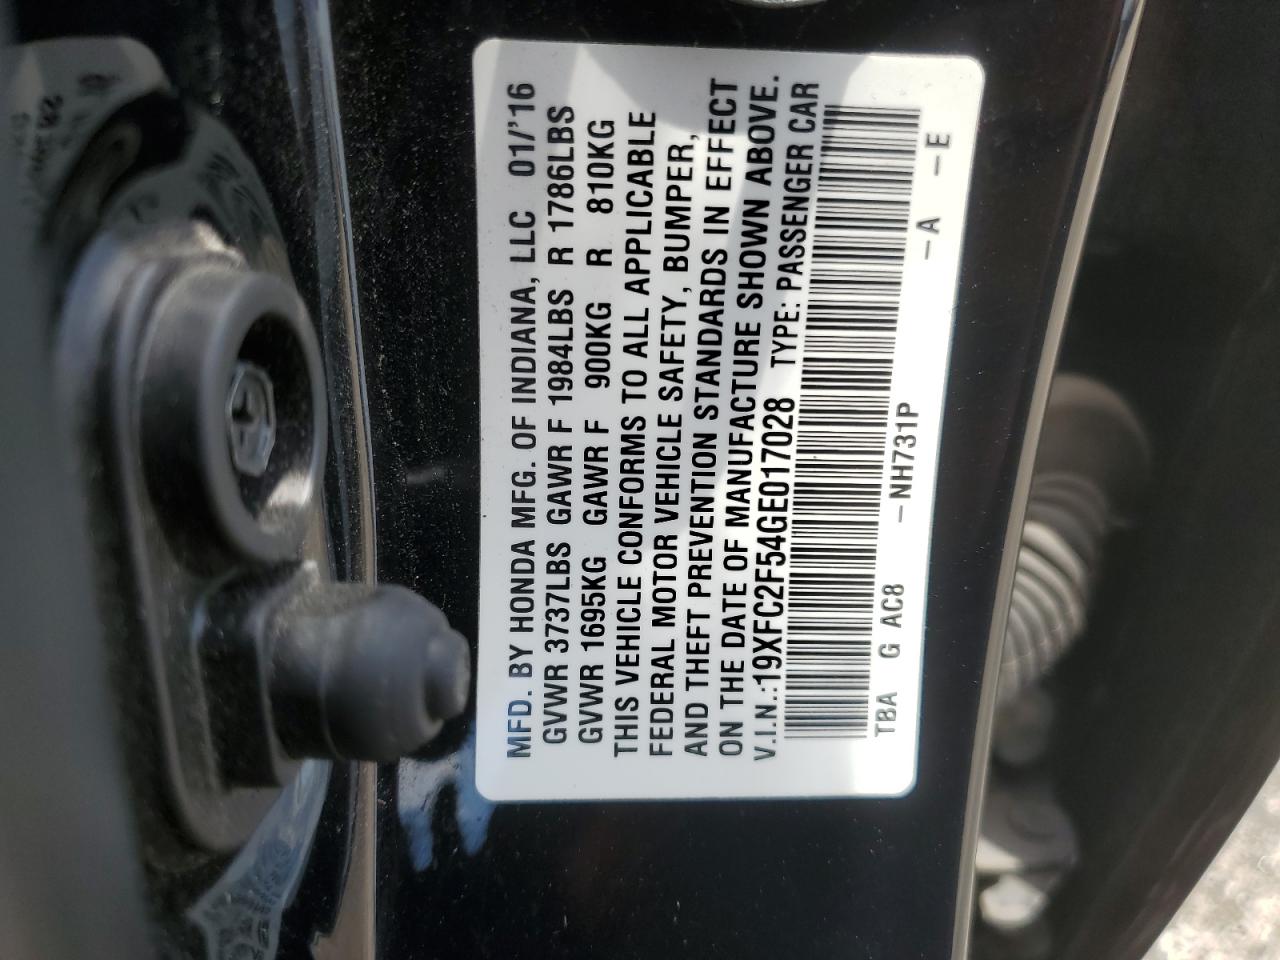 MFD. BY HONDA MFG. OF INDIANA, LLC 01/'16
GVWR 3737LBS GAWR F 1984LBS R 1786LBS
GVWR 1695KG GAWR F 900KG R 810KG
THIS VEHICLE CONFORMS TO ALL APPLICABLE
FEDERAL MOTOR VEHICLE SAFETY, BUMPER,
AND THEFT PREVENTION STANDARDS IN EFFECT
ON THE DATE OF MANUFACTURE SHOWN ABOVE.
V.I.N.:19XFC2F54GE017028 TYPE: PASSENGER CAR
TBA G AC8 -NH731P -A -E